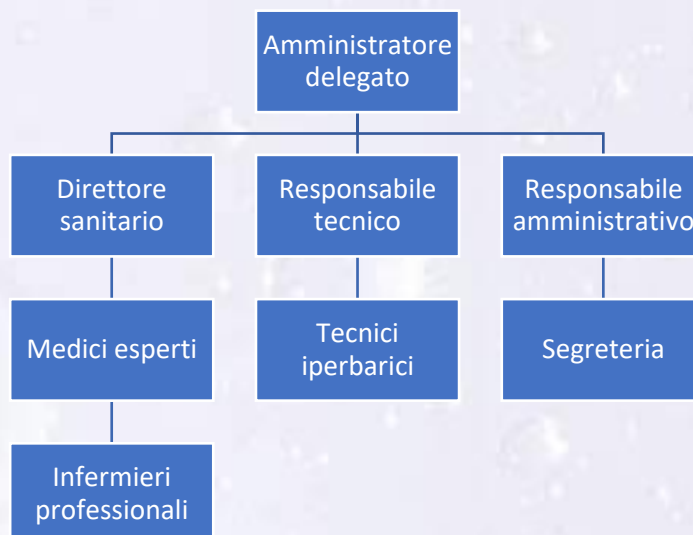 Amministratore
delegato
Direttore
sanitario
Responsabile
tecnico
Responsabile
amministrativo
Medici esperti
Tecnici
iperbarici
Segreteria
Infermieri
professionali